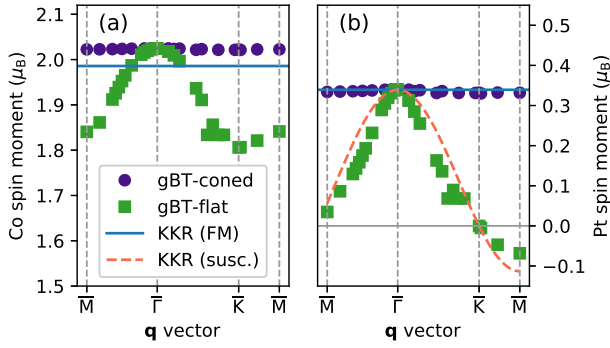 (a)
(b)
2.1
2.0
1.9
1.8
1.7
1.6
1.5
Co spin moment (μ_B)
gBT-coned
gBT-flat
KKR (FM)
KKR (susc.)
M̅ Γ̅ K̅ M̅
q vector
M̅ Γ̅ K̅ M̅
q vector
0.5
0.4
0.3
0.2
0.1
0.0
−0.1
Pt spin moment (μ_B)